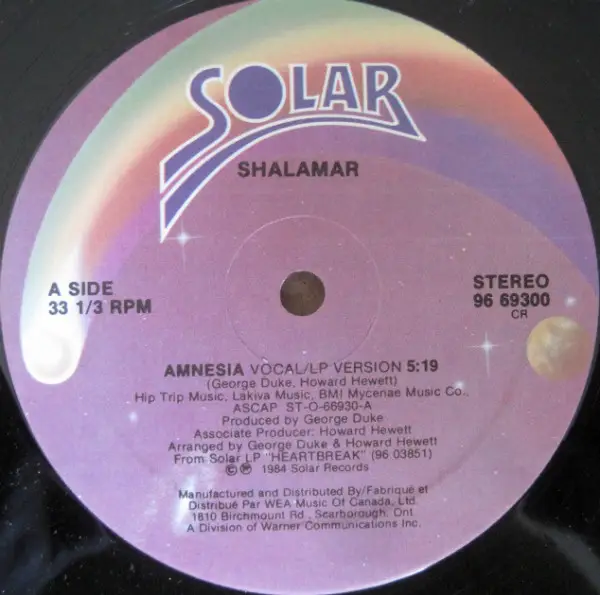 SOLAR
SHALAMAR
A SIDE
33 1/3 RPM
STEREO
96 69300
CR
AMNESIA VOCAL/LP VERSION 5:19
(George Duke, Howard Hewett)
Hip Trip Music, Lakiva Music, BMI Mycenae Music Co.,
ASCAP ST-O-66930-A
Produced by George Duke
Associate Producer: Howard Hewett
Arranged by George Duke & Howard Hewett
From Solar LP "HEARTBREAK" (96 03851)
© ℗ 1984 Solar Records
Manufactured and Distributed By/Fabriqué et
Distribué Par WEA Music Of Canada, Ltd.
1810 Birchmount Rd., Scarborough, Ont.
A Division of Warner Communications Inc.